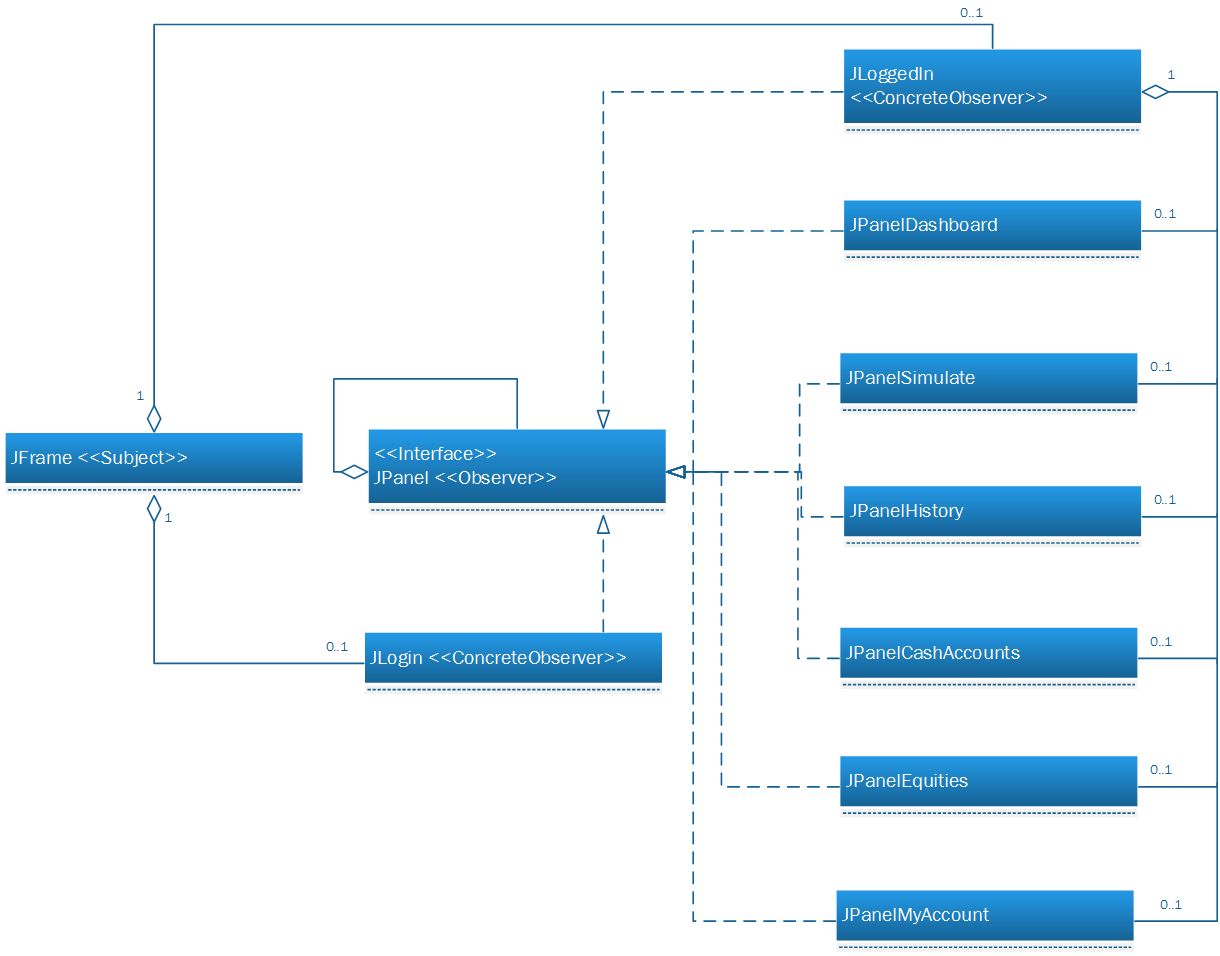 0..1
JLoggedIn
<<ConcreteObserver>>
1
JPanelDashboard
0..1
JPanelSimulate
0..1
1
JFrame <<Subject>>
1
<<Interface>>
JPanel <<Observer>>
JPanelHistory
0..1
0..1
JLogin <<ConcreteObserver>>
JPanelCashAccounts
0..1
JPanelEquities
0..1
JPanelMyAccount
0..1